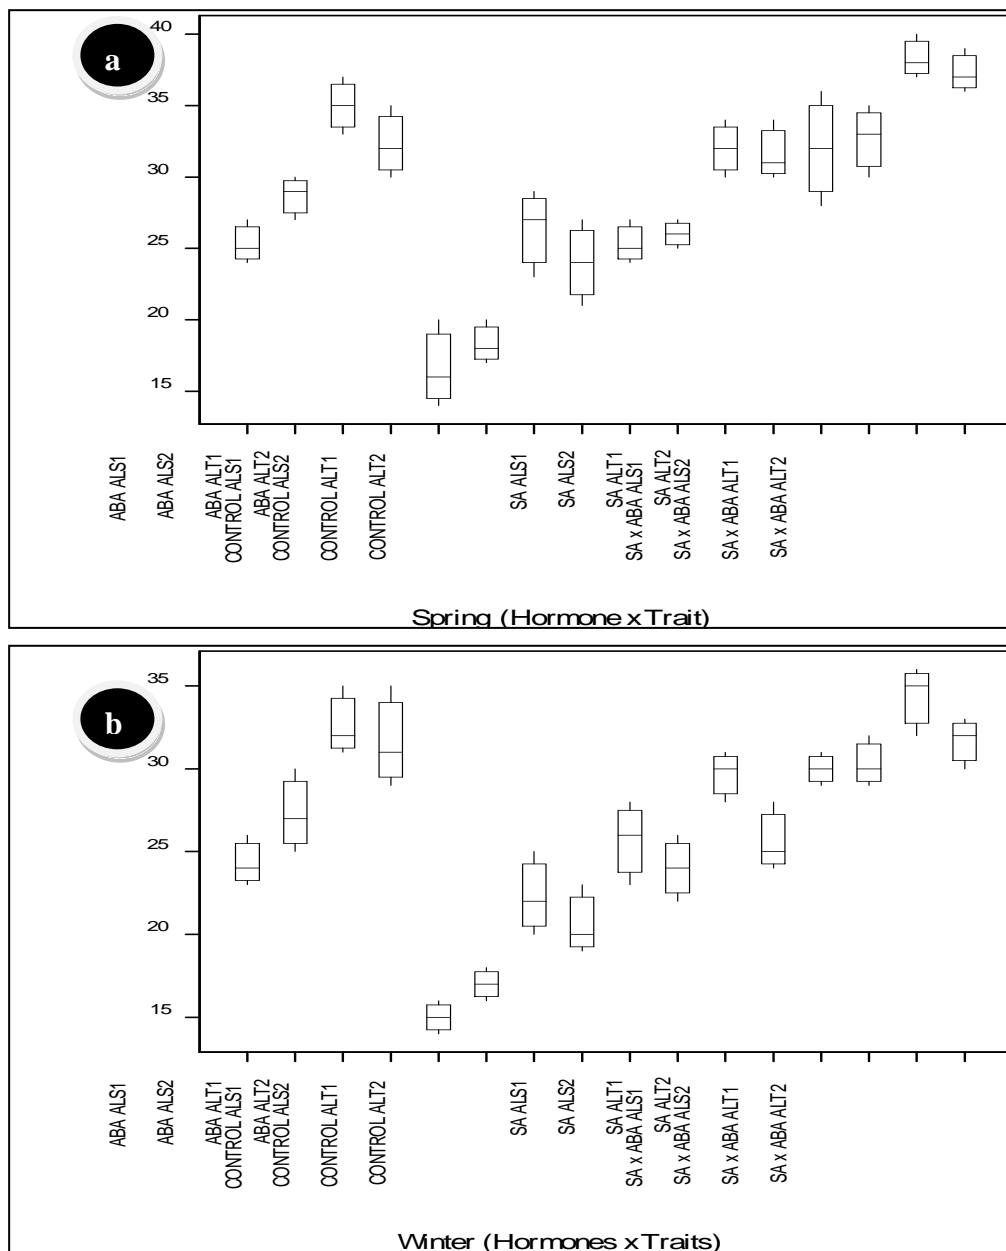 a
40
35
30
25
20
15
ABA ALS1
ABA ALS2
ABA ALT1
CONTROL ALS1
ABA ALT2
CONTROL ALS2
CONTROL ALT1
CONTROL ALT2
SA ALS1
SA ALS2
SA ALT1
SA x ABA ALS1
SA ALT2
SA x ABA ALS2
SA x ABA ALT1
SA x ABA ALT2
Spring (Hormone x Trait)
b
35
30
25
20
15
ABA ALS1
ABA ALS2
ABA ALT1
CONTROL ALS1
ABA ALT2
CONTROL ALS2
CONTROL ALT1
CONTROL ALT2
SA ALS1
SA ALS2
SA ALT1
SA x ABA ALS1
SA ALT2
SA x ABA ALS2
SA x ABA ALT1
SA x ABA ALT2
Winter (Hormones x Traits)